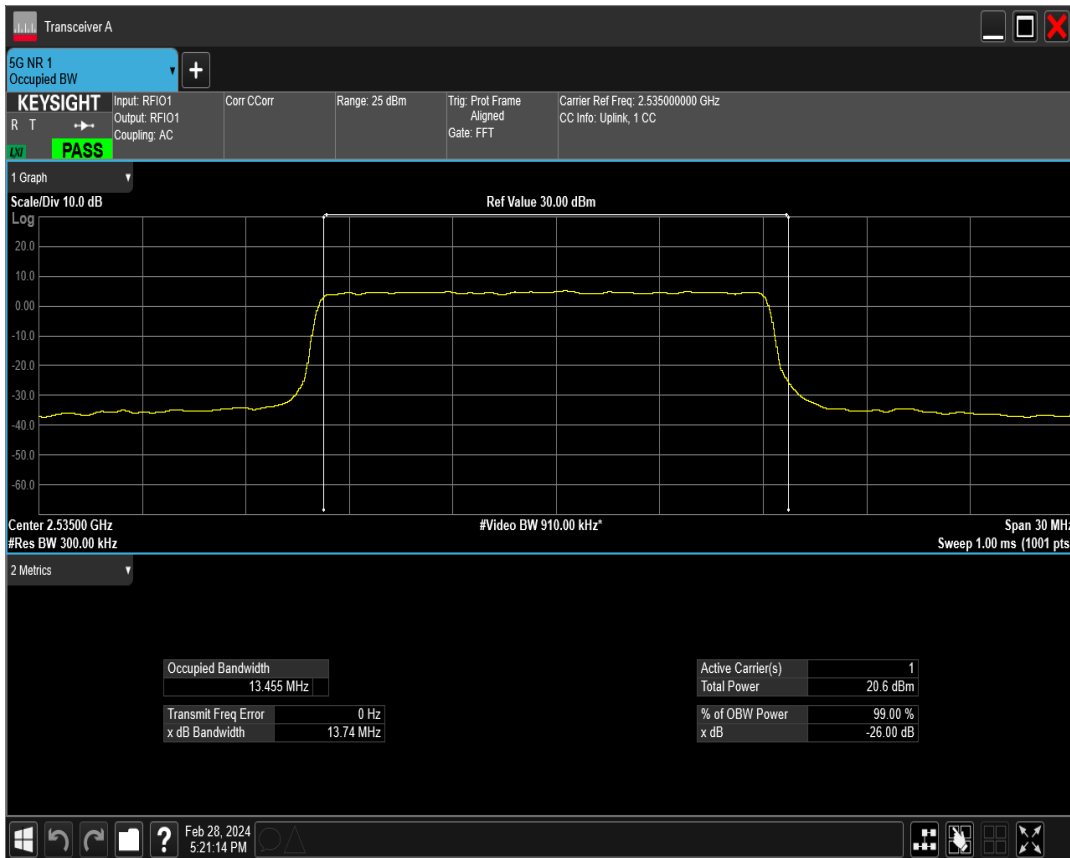 Transceiver A
5G NR 1
Occupied BW
+
KEYSIGHT
R T
LXI
PASS
Input: RFIO1
Output: RFIO1
Coupling: AC
Corr CCorr
Range: 25 dBm
Trig: Prot Frame
Aligned
Gate: FFT
Carrier Ref Freq: 2.535000000 GHz
CC Info: Uplink, 1 CC
1 Graph
Scale/Div 10.0 dB
Ref Value 30.00 dBm
Log
20.0
10.0
0.00
-10.0
-20.0
-30.0
-40.0
-50.0
-60.0
Center 2.53500 GHz
#Video BW 910.00 kHz*
Span 30 MHz
#Res BW 300.00 kHz
Sweep 1.00 ms (1001 pts
2 Metrics
Occupied Bandwidth
13.455 MHz
Transmit Freq Error 0 Hz
x dB Bandwidth 13.74 MHz
Active Carrier(s) 1
Total Power 20.6 dBm
% of OBW Power 99.00 %
x dB -26.00 dB
?
Feb 28, 2024
5:21:14 PM